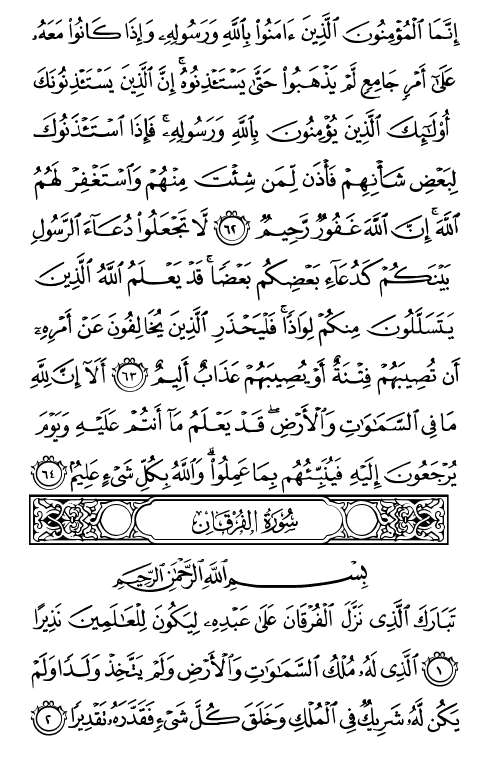 إِنَّمَا ٱلْمُؤْمِنُونَ ٱلَّذِينَ ءَامَنُوا۟ بِٱللَّهِ وَرَسُولِهِۦ وَإِذَا كَانُوا۟ مَعَهُۥ
عَلَىٰٓ أَمْرٍ جَامِعٍ لَّمْ يَذْهَبُوا۟ حَتَّىٰ يَسْتَـْٔذِنُوهُ ۚ إِنَّ ٱلَّذِينَ يَسْتَـْٔذِنُونَكَ
أُو۟لَـٰٓئِكَ ٱلَّذِينَ يُؤْمِنُونَ بِٱللَّهِ وَرَسُولِهِۦ ۚ فَإِذَا ٱسْتَـْٔذَنُوكَ
لِبَعْضِ شَأْنِهِمْ فَأْذَن لِّمَن شِئْتَ مِنْهُمْ وَٱسْتَغْفِرْ لَهُمُ
ٱللَّهَ ۚ إِنَّ ٱللَّهَ غَفُورٌ رَّحِيمٌ ٦٢ لَّا تَجْعَلُوا۟ دُعَآءَ ٱلرَّسُولِ
بَيْنَكُمْ كَدُعَآءِ بَعْضِكُم بَعْضًا ۚ قَدْ يَعْلَمُ ٱللَّهُ ٱلَّذِينَ
يَتَسَلَّلُونَ مِنكُمْ لِوَاذًا ۚ فَلْيَحْذَرِ ٱلَّذِينَ يُخَالِفُونَ عَنْ أَمْرِهِۦٓ
أَن تُصِيبَهُمْ فِتْنَةٌ أَوْ يُصِيبَهُمْ عَذَابٌ أَلِيمٌ ٦٣ أَلَآ إِنَّ لِلَّهِ
مَا فِى ٱلسَّمَـٰوَٰتِ وَٱلْأَرْضِ ۖ قَدْ يَعْلَمُ مَآ أَنتُمْ عَلَيْهِ وَيَوْمَ
يُرْجَعُونَ إِلَيْهِ فَيُنَبِّئُهُم بِمَا عَمِلُوا۟ ۗ وَٱللَّهُ بِكُلِّ شَىْءٍ عَلِيمٌۢ ٦٤
سُورَةُ الْفُرْقَانِ
بِسْمِ ٱللَّهِ ٱلرَّحْمَـٰنِ ٱلرَّحِيمِ
تَبَارَكَ ٱلَّذِى نَزَّلَ ٱلْفُرْقَانَ عَلَىٰ عَبْدِهِۦ لِيَكُونَ لِلْعَـٰلَمِينَ نَذِيرًا
١ ٱلَّذِى لَهُۥ مُلْكُ ٱلسَّمَـٰوَٰتِ وَٱلْأَرْضِ وَلَمْ يَتَّخِذْ وَلَدًا وَلَمْ
يَكُن لَّهُۥ شَرِيكٌ فِى ٱلْمُلْكِ وَخَلَقَ كُلَّ شَىْءٍ فَقَدَّرَهُۥ تَقْدِيرًا ٢